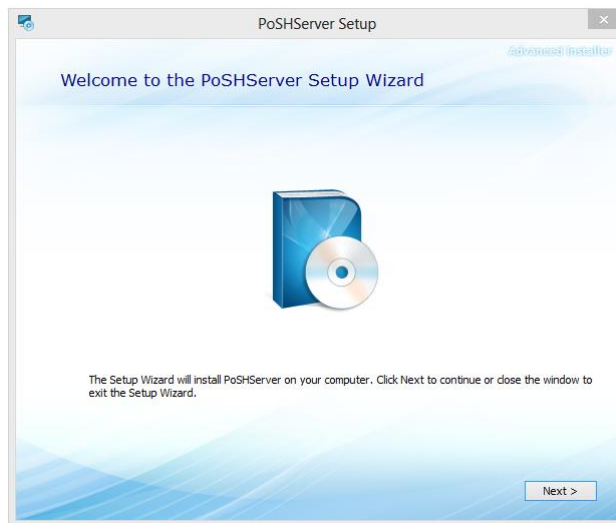 PoSHServer Setup
Advanced Installer
Welcome to the PoSHServer Setup Wizard
The Setup Wizard will install PoSHServer on your computer. Click Next to continue or close the window to
exit the Setup Wizard.
Next >